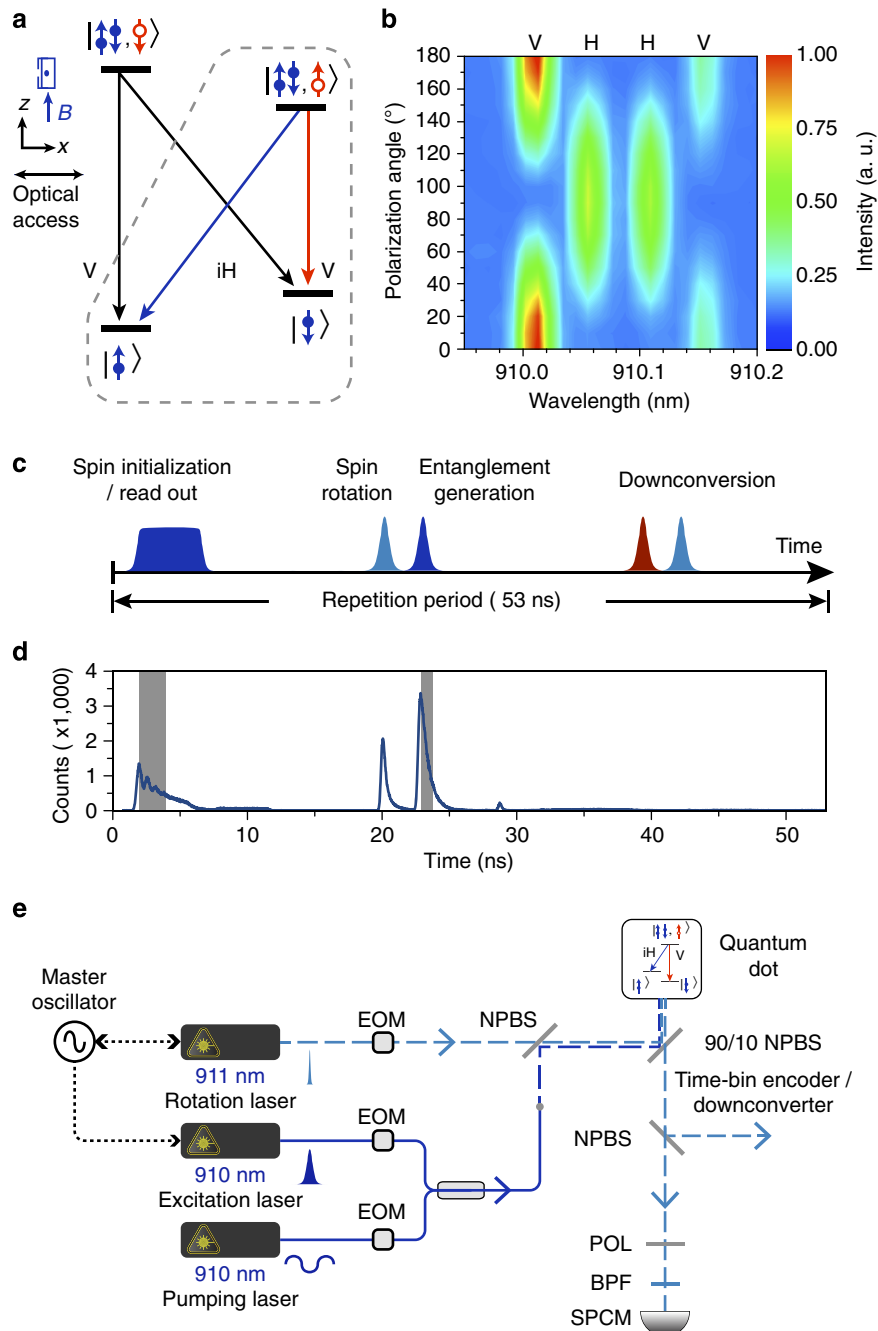 a
|↑↓, ↓⟩
|↑↓, ↑⟩
B
z
x
Optical
access
V
iH
V
|↑⟩
|↓⟩
b
V H H V
180
160
140
120
100
80
60
40
20
0
Polarization angle (°)
910.0 910.1 910.2
Wavelength (nm)
1.00
0.75
0.50
0.25
0.00
Intensity (a. u.)
c
Spin initialization
/ read out
Spin
rotation
Entanglement
generation
Downconversion
Time
Repetition period ( 53 ns)
d
4
3
2
1
0
Counts ( x1,000)
0 10 20 30 40 50
Time (ns)
e
Master
oscillator
911 nm
Rotation laser
EOM
NPBS
|↑↓, ↑⟩
iH V
|↑⟩ |↓⟩
Quantum
dot
90/10 NPBS
Time-bin encoder /
downconverter
910 nm
Excitation laser
EOM
NPBS
910 nm
Pumping laser
EOM
POL
BPF
SPCM